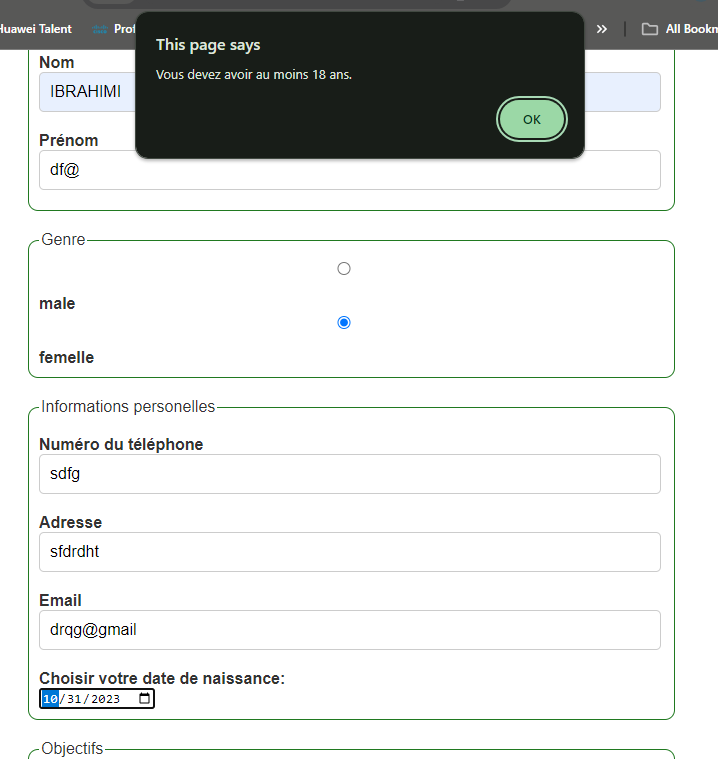 Huawei Talent
Prof
»
All Bookm
This page says
Vous devez avoir au moins 18 ans.
OK
Nom
IBRAHIMI
Prénom
df@
Genre
male
femelle
Informations personelles
Numéro du téléphone
sdfg
Adresse
sfdrdht
Email
drqg@gmail
Choisir votre date de naissance:
10/31/2023
Objectifs